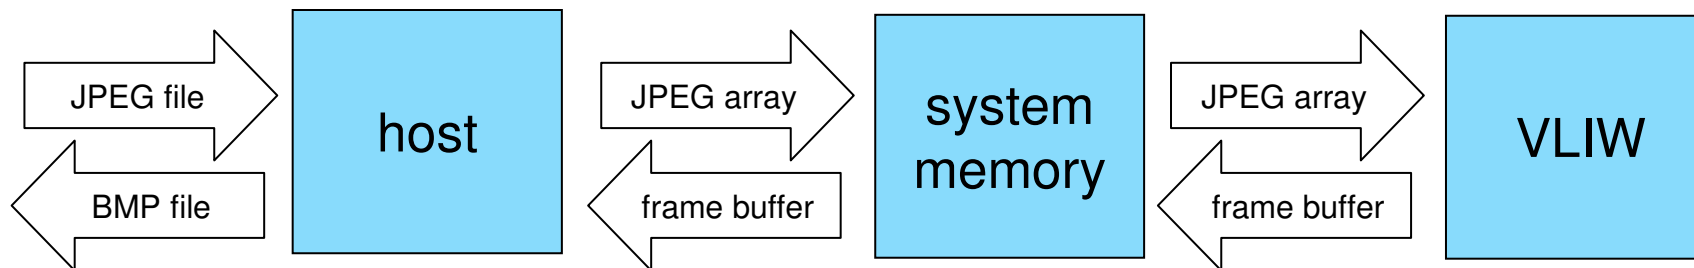 JPEG file
BMP file
host
JPEG array
frame buffer
system
memory
JPEG array
frame buffer
VLIW